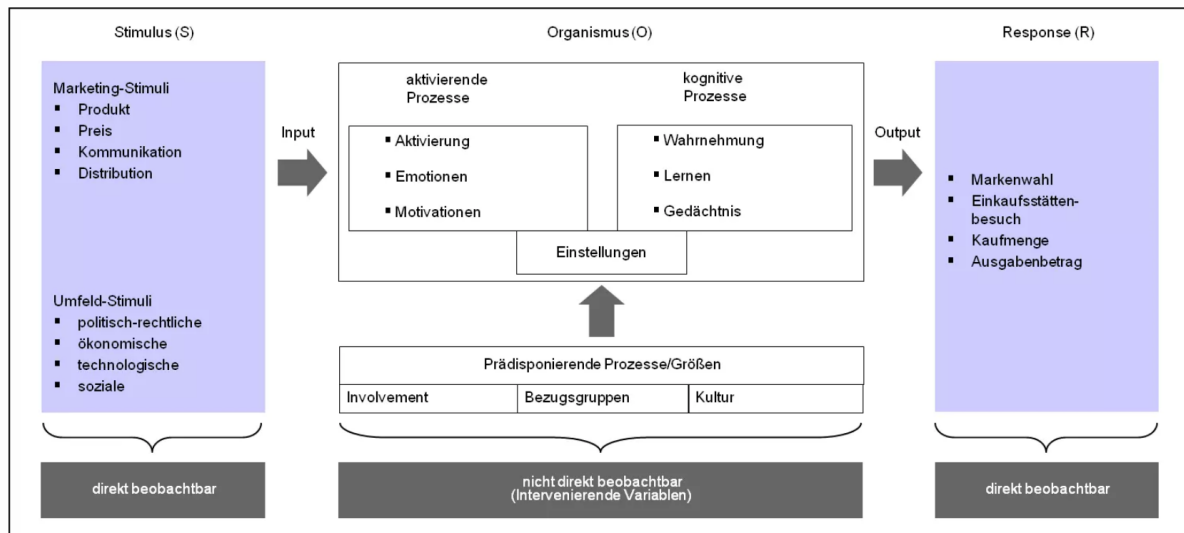 Stimulus (S)
Organismus (O)
Response (R)
Marketing-Stimuli
▪ Produkt
▪ Preis
▪ Kommunikation
▪ Distribution
Umfeld-Stimuli
▪ politisch-rechtliche
▪ ökonomische
▪ technologische
▪ soziale
Input
aktivierende
Prozesse
▪ Aktivierung
▪ Emotionen
▪ Motivationen
kognitive
Prozesse
▪ Wahrnehmung
▪ Lernen
▪ Gedächtnis
Einstellungen
Prädisponierende Prozesse/Größen
Involvement
Bezugsgruppen
Kultur
Output
▪ Markenwahl
▪ Einkaufsstätten-
besuch
▪ Kaufmenge
▪ Ausgabenbetrag
direkt beobachtbar
nicht direkt beobachtbar
(Intervenierende Variablen)
direkt beobachtbar